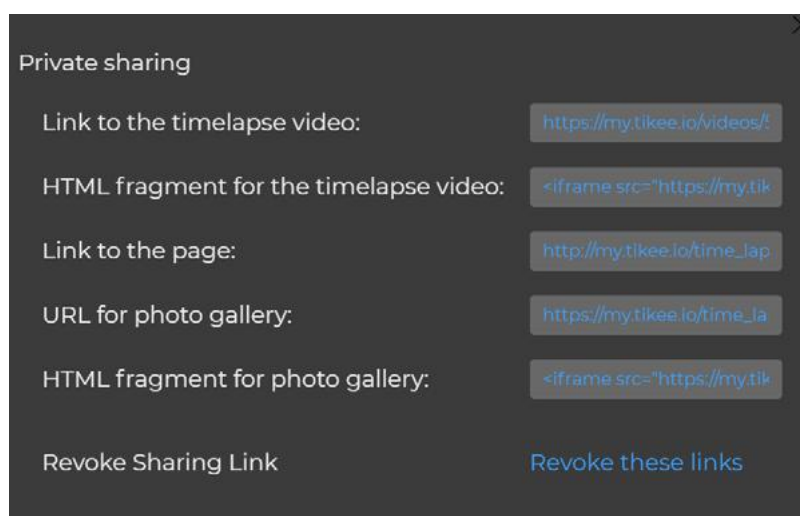 Private sharing
Link to the timelapse video: https://my.tikee.io/videos/5
HTML fragment for the timelapse video: <iframe src="https://my.tik
Link to the page: http://my.tikee.io/time_lap
URL for photo gallery: https://my.tikee.io/time_la
HTML fragment for photo gallery: <iframe src="https://my.tik
Revoke Sharing Link Revoke these links